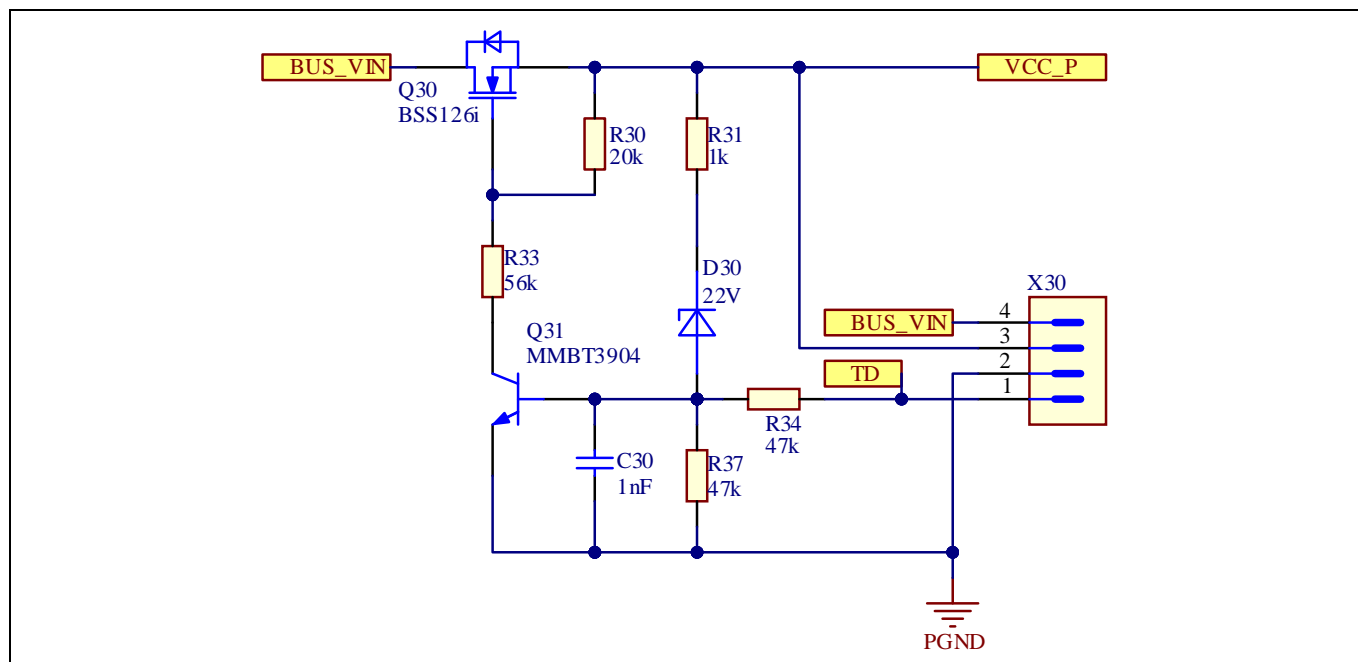 BUS_VIN
VCC_P
Q30
BSS126i
R30
20k
R31
1k
R33
56k
D30
22V
X30
4
BUS_VIN
3
Q31
MMBT3904
2
TD
1
R34
47k
C30
1nF
R37
47k
PGND